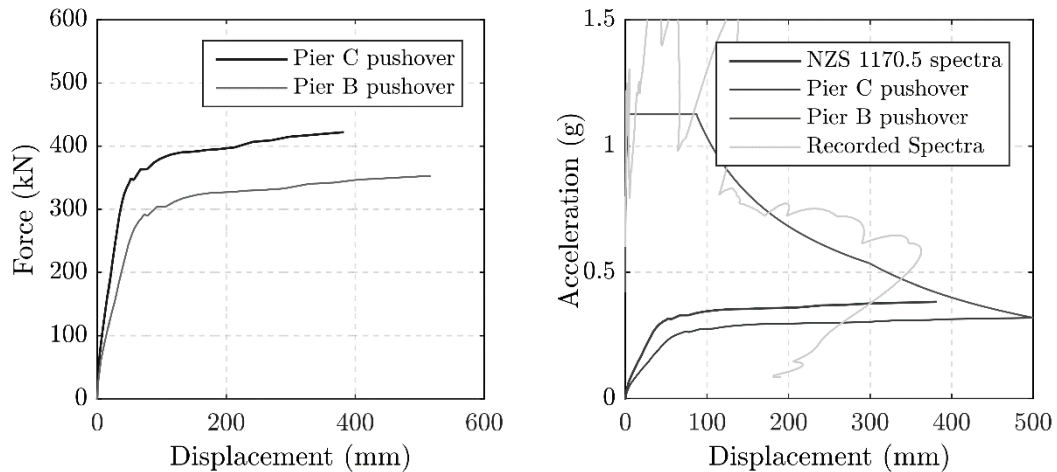 600
500
400
300
200
100
0
Force (kN)
0
200
400
600
Displacement (mm)
Pier C pushover
Pier B pushover
1.5
1
0.5
0
Acceleration (g)
0
100
200
300
400
500
Displacement (mm)
NZS 1170.5 spectra
Pier C pushover
Pier B pushover
Recorded Spectra